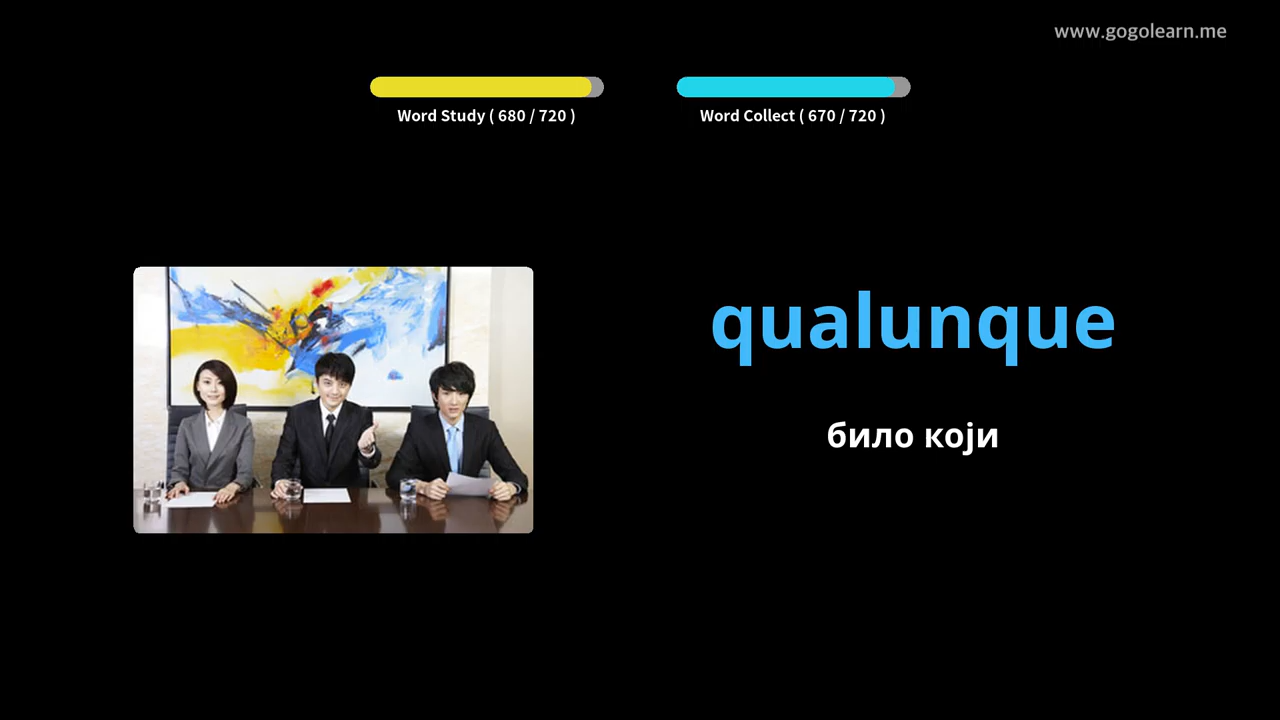 www.gogolearn.me
Word Study ( 680 / 720 )
Word Collect ( 670 / 720 )
qualunque
било који